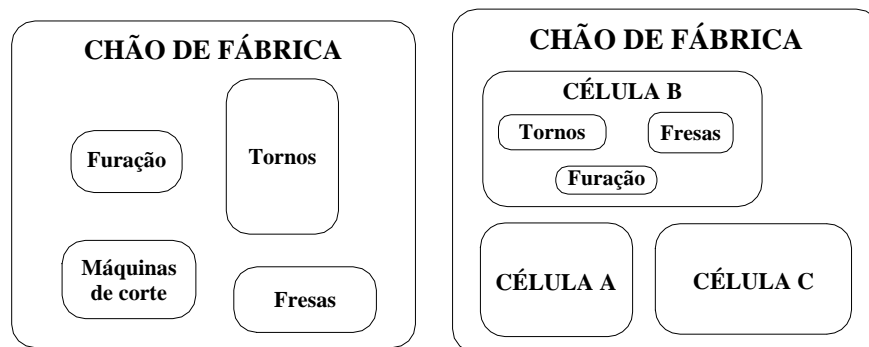 CHÃO DE FÁBRICA
Furação
Tornos
Máquinas
de corte
Fresas
CHÃO DE FÁBRICA
CÉLULA B
Tornos
Fresas
Furação
CÉLULA A
CÉLULA C